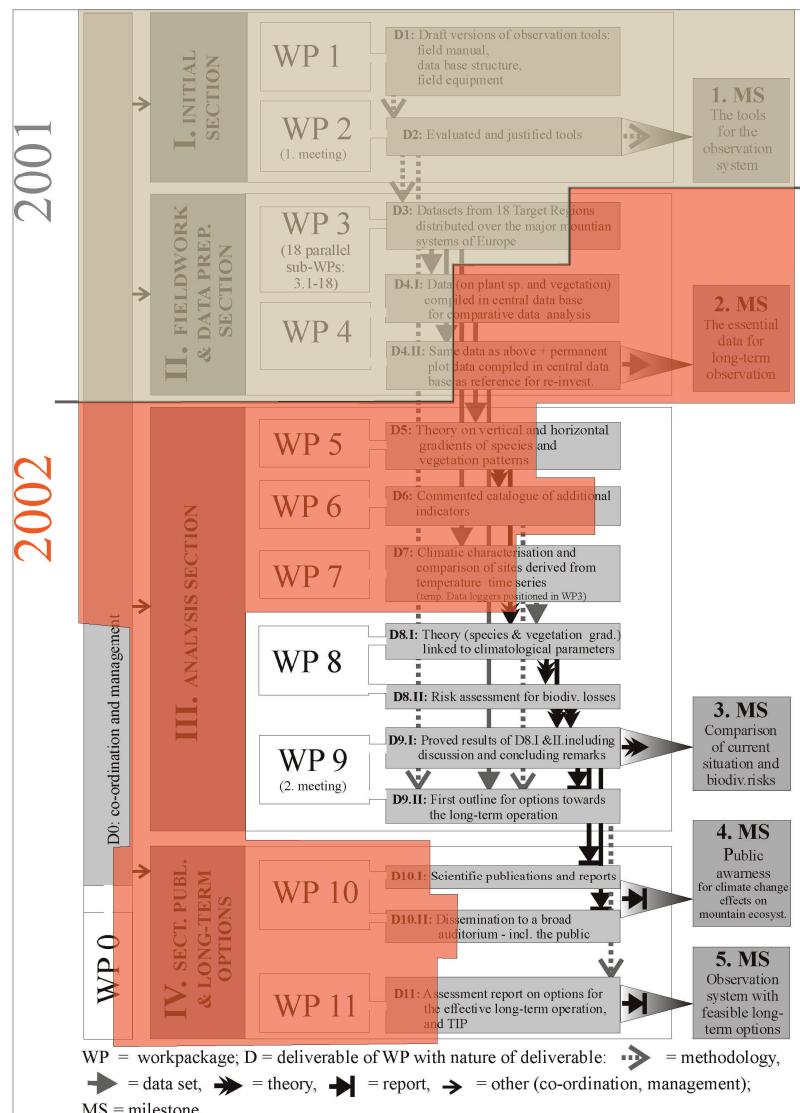 2001
I. INITIAL
SECTION
WP 1
D1: Draft versions of observation tools:
field manual,
data base structure,
field equipment
WP 2
(1. meeting)
D2: Evaluated and justified tools
1. MS
The tools
for the
observation
system
II. FIELDWORK
& DATA PREP.
SECTION
WP 3
(18 parallel
sub-WPs:
3.1-18)
D3: Datasets from 18 Target Regions
distributed over the major mountian
systems of Europe
WP 4
D4.I: Data (on plant sp. and vegetation)
compiled in central data base
for comparative data analysis
D4.II: Same data as above + permanent
plot data compiled in central data
base as reference for re-invest.
2. MS
The essential
data for
long-term
observation
2002
D0: co-ordination and management
III. ANALYSIS SECTION
WP 5
D5: Theory on vertical and horizontal
gradients of species and
vegetation patterns
WP 6
D6: Commented catalogue of additional
indicators
WP 7
D7: Climatic characterisation and
comparison of sites derived from
temperature time series
(temp. Data loggers positioned in WP3)
WP 8
D8.I: Theory (species & vegetation grad.)
linked to climatological parameters
D8.II: Risk assessment for biodiv. losses
WP 9
(2. meeting)
D9.I: Proved results of D8.I &II.including
discussion and concluding remarks
D9.II: First outline for options towards
the long-term operation
3. MS
Comparison
of current
situation and
biodiv.risks
WP 0
IV. SECT. PUBL.
& LONG-TERM
OPTIONS
WP 10
D10.I: Scientific publications and reports
D10.II: Dissemination to a broad
auditorium - incl. the public
4. MS
Public
awarness
for climate change
effects on
mountain ecosyst.
WP 11
D11: Assessment report on options for
the effective long-term operation,
and TIP
5. MS
Observation
system with
feasible long-
term options
WP = workpackage; D = deliverable of WP with nature of deliverable: = methodology,
= data set, = theory, = report, = other (co-ordination, management);
MS = milestone